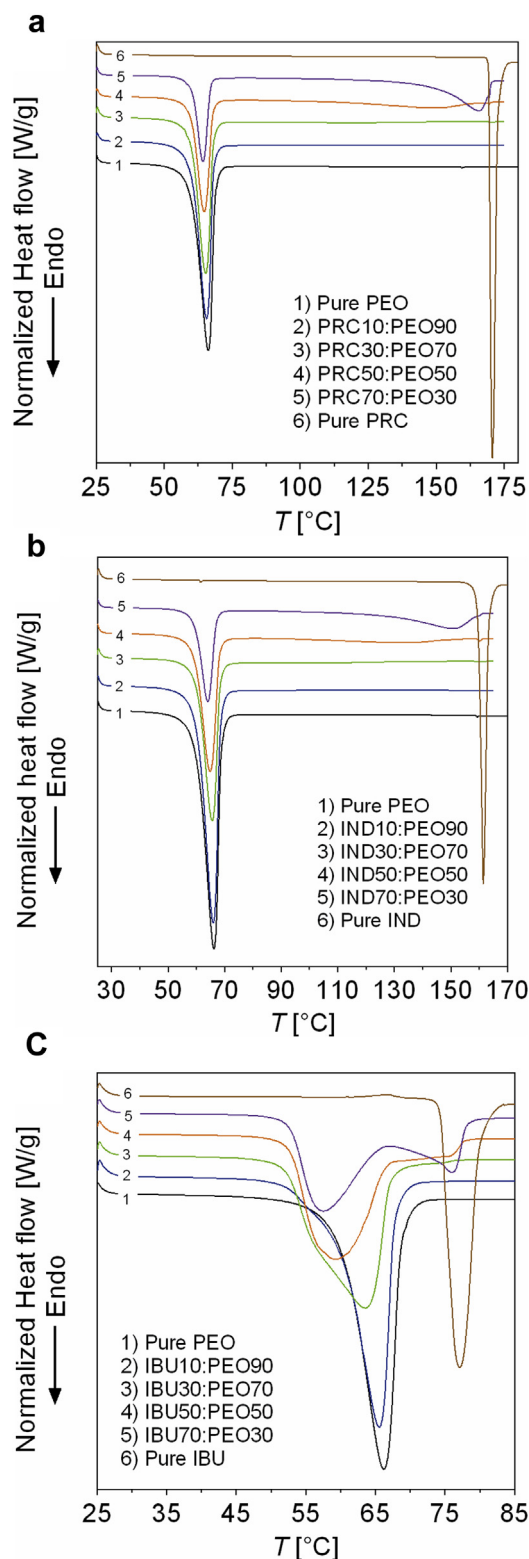 a
Normalized Heat flow [W/g]
Endo
6
5
4
3
2
1
1) Pure PEO
2) PRC10:PEO90
3) PRC30:PEO70
4) PRC50:PEO50
5) PRC70:PEO30
6) Pure PRC
25 50 75 100 125 150 175
T [°C]
b
Normalized heat flow [W/g]
Endo
6
5
4
3
2
1
1) Pure PEO
2) IND10:PEO90
3) IND30:PEO70
4) IND50:PEO50
5) IND70:PEO30
6) Pure IND
30 50 70 90 110 130 150 170
T [°C]
C
Normalized Heat flow [W/g]
Endo
6
5
4
3
2
1
1) Pure PEO
2) IBU10:PEO90
3) IBU30:PEO70
4) IBU50:PEO50
5) IBU70:PEO30
6) Pure IBU
25 35 45 55 65 75 85
T [°C]